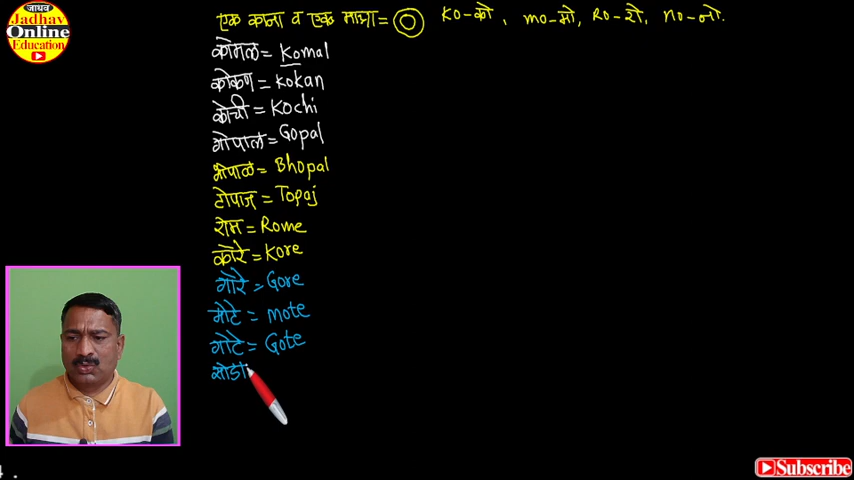 जाधव
Jadhav
Online
Education
एक काना व एक मात्रा = O ko-को, mo-मो, Ro-रो, no-नो.
कोमल = Komal
कोकण = Kokan
कोची = Kochi
गोपाल = Gopal
भोपाळ = Bhopal
टोपाज = Topaj
रोम = Rome
कोरे = Kore
गोरे = Gore
मोटे = mote
गोटे = Gote
सोडा
Subscribe